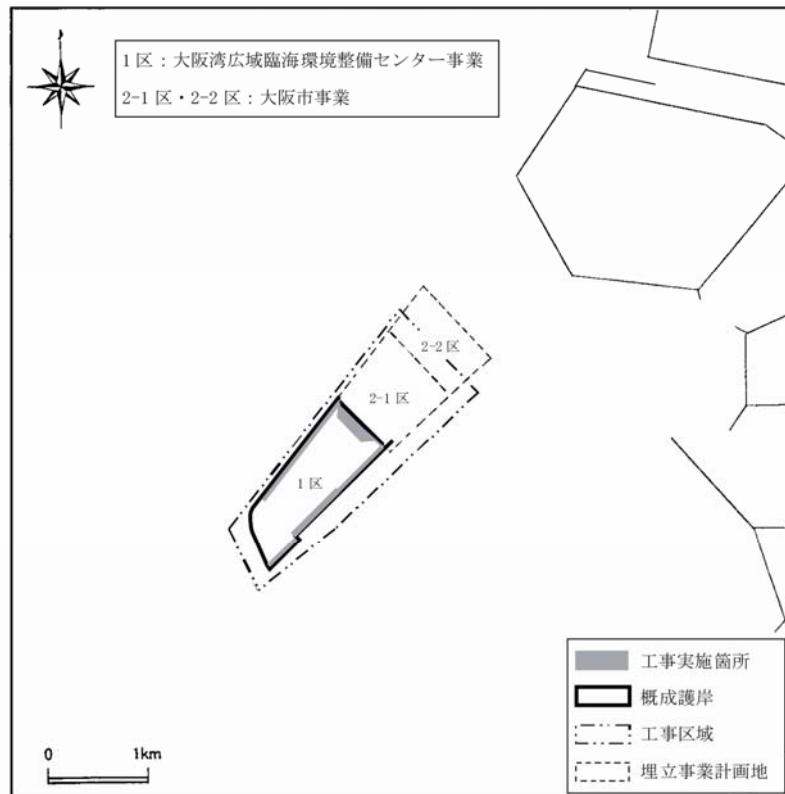 1区：大阪湾広域臨海環境整備センター事業
2-1区・2-2区：大阪市事業
2-2区
2-1区
1区
工事実施箇所
概成護岸
工事区域
埋立事業計画地
0 1km